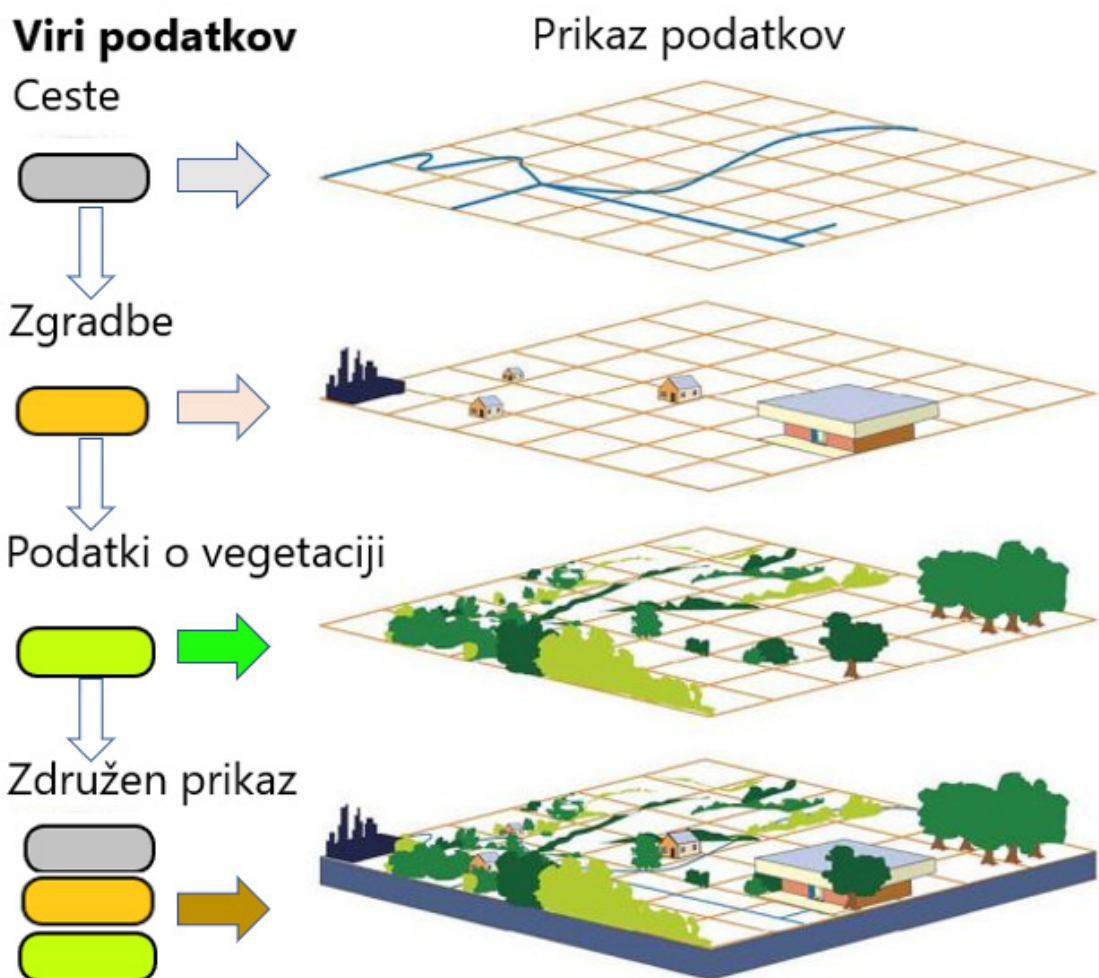 Viri podatkov
Prikaz podatkov
Ceste
Zgradbe
Podatki o vegetaciji
Združen prikaz